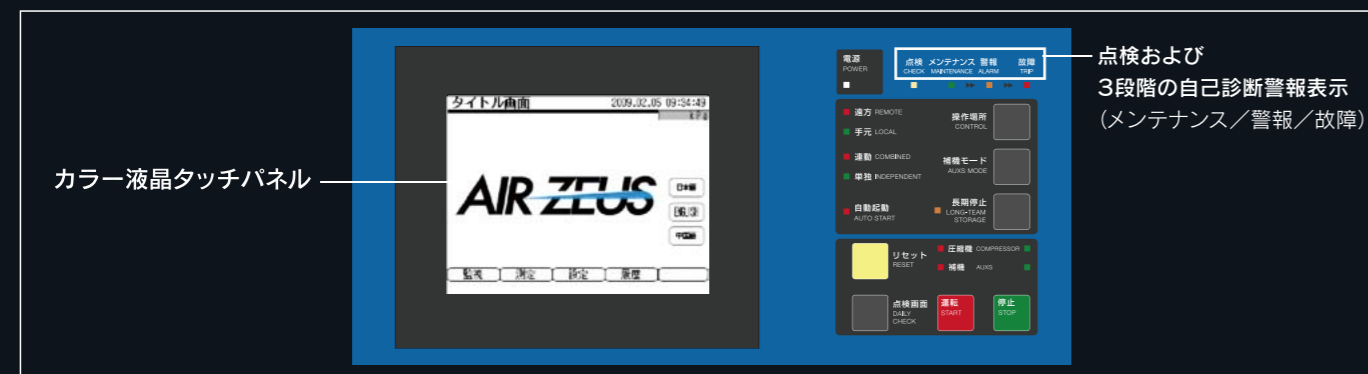 カラー液晶タッチパネル
タイトル画面 2009.02.05 09:34:49
AIR ZEUS
日本語
中国語
監視 測定 設定 履歴
電源
POWER
点検 メンテナンス 警報 故障
CHECK MAINTENANCE ALARM TRIP
遠方 REMOTE
手元 LOCAL
操作場所
CONTROL
連動 COMBINED
単独 INDEPENDENT
補機モード
AUXS MODE
自動起動
AUTO START
長期停止
LONG-TEAM
STORAGE
リセット
RESET
圧縮機 COMPRESSOR
補機 AUXS
点検画面
DAILY
CHECK
運転
START
停止
STOP
点検および
3段階の自己診断警報表示
(メンテナンス/警報/故障)